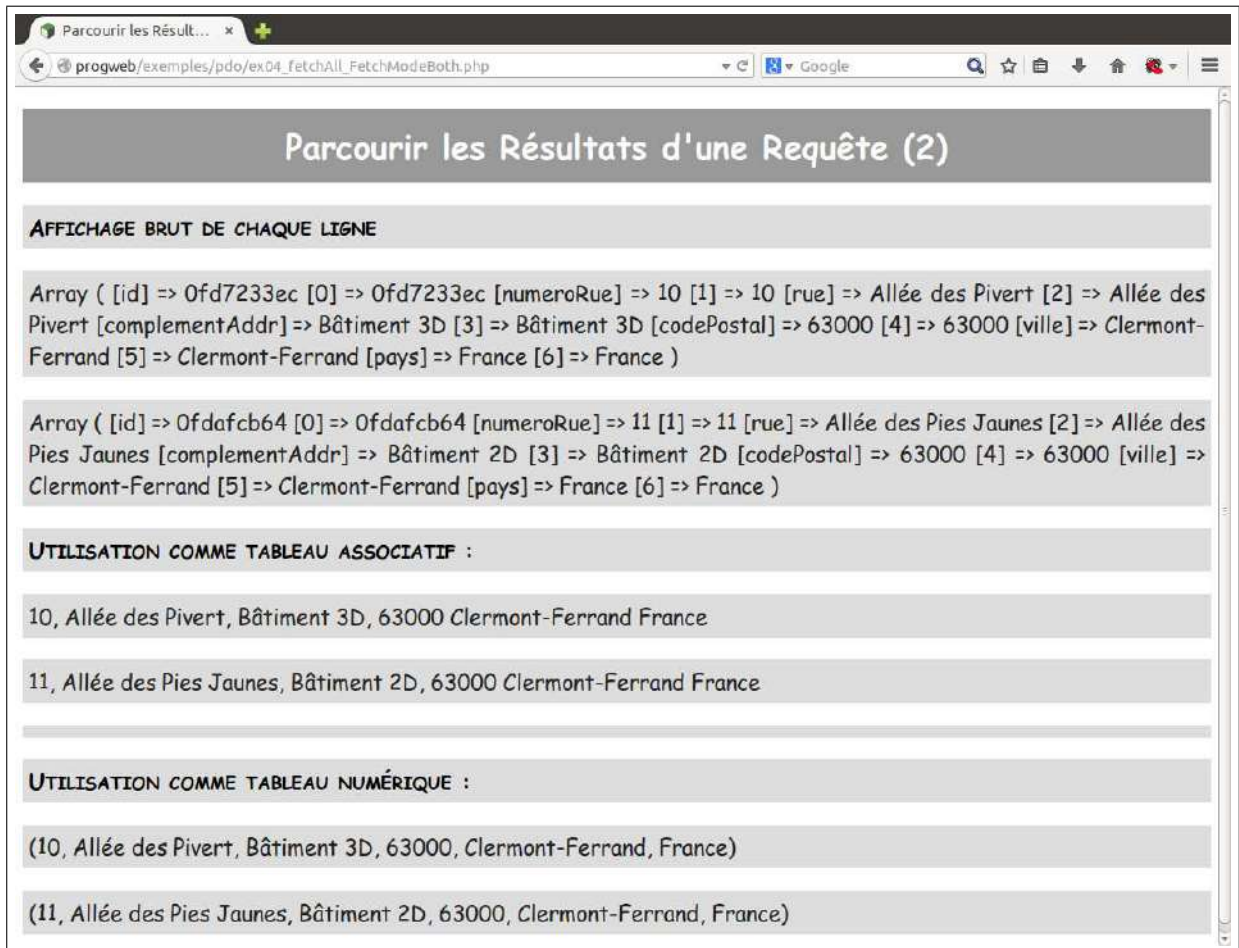 Parcourir les Résult...
progweb/exemples/pdo/ex04_fetchAll_FetchModeBoth.php
Google
Parcourir les Résultats d'une Requête (2)
AFFICHAGE BRUT DE CHAQUE LIGNE
Array ( [id] => 0fd7233ec [0] => 0fd7233ec [numeroRue] => 10 [1] => 10 [rue] => Allée des Pivert [2] => Allée des
Pivert [complementAddr] => Bâtiment 3D [3] => Bâtiment 3D [codePostal] => 63000 [4] => 63000 [ville] => Clermont-
Ferrand [5] => Clermont-Ferrand [pays] => France [6] => France )
Array ( [id] => 0fdafcb64 [0] => 0fdafcb64 [numeroRue] => 11 [1] => 11 [rue] => Allée des Pies Jaunes [2] => Allée des
Pies Jaunes [complementAddr] => Bâtiment 2D [3] => Bâtiment 2D [codePostal] => 63000 [4] => 63000 [ville] =>
Clermont-Ferrand [5] => Clermont-Ferrand [pays] => France [6] => France )
UTILISATION COMME TABLEAU ASSOCIATIF :
10, Allée des Pivert, Bâtiment 3D, 63000 Clermont-Ferrand France
11, Allée des Pies Jaunes, Bâtiment 2D, 63000 Clermont-Ferrand France
UTILISATION COMME TABLEAU NUMÉRIQUE :
(10, Allée des Pivert, Bâtiment 3D, 63000, Clermont-Ferrand, France)
(11, Allée des Pies Jaunes, Bâtiment 2D, 63000, Clermont-Ferrand, France)